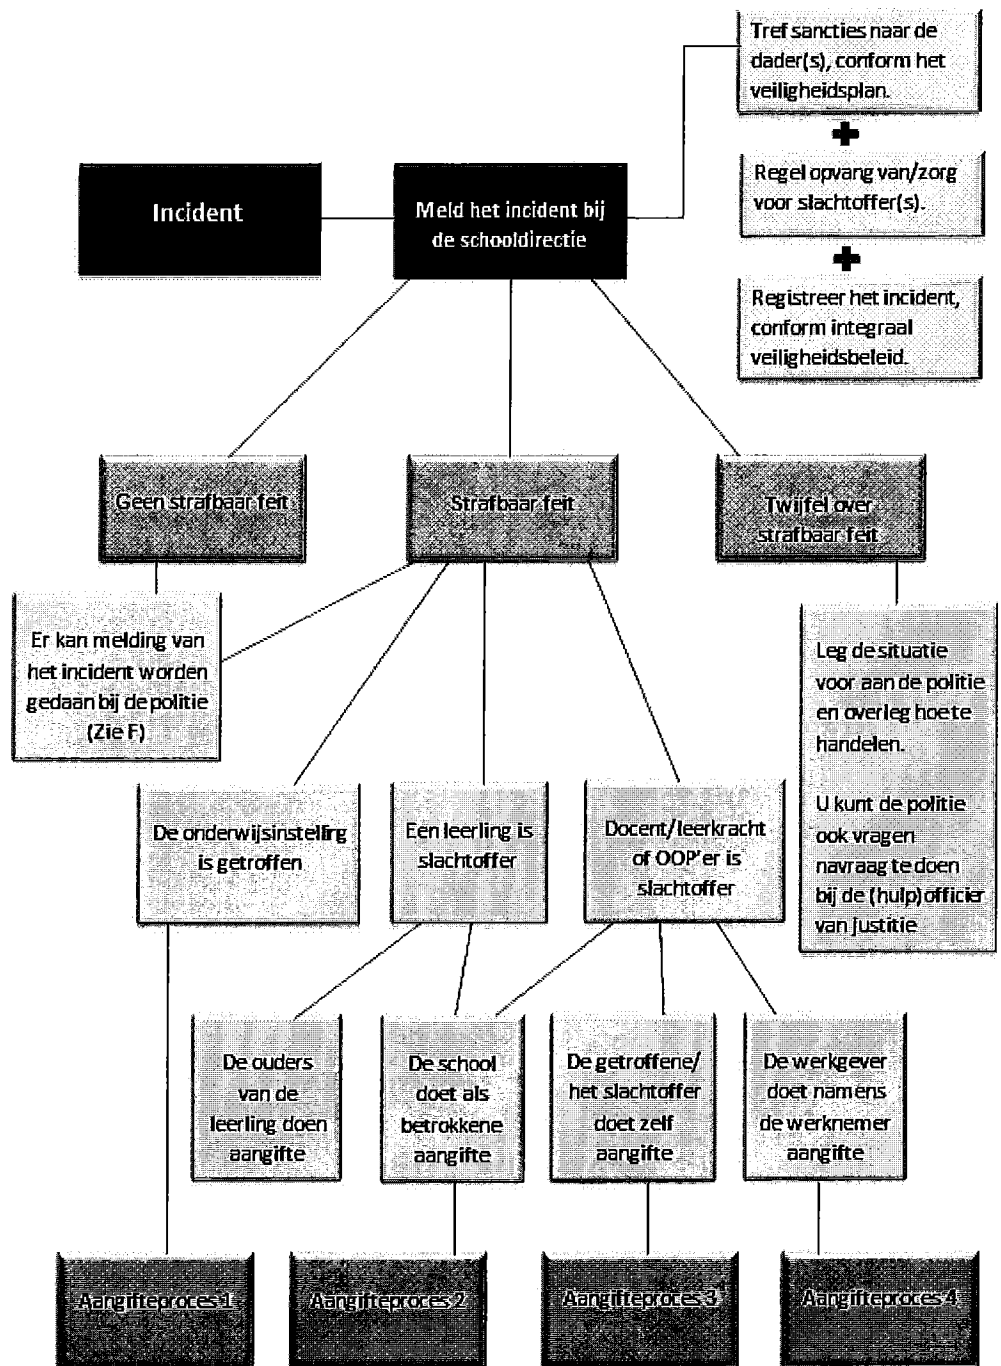 Tref sancties naar de
dader(s), conform het
veiligheidsplan.
Regel opvang van/zorg
voor slachtoffer(s).
Registreer het incident,
conform integraal
veiligheidsbeleid.
Incident
Meld het incident bij
de schooldirectie
Geen strafbaar feit
Strafbaar feit
Twijfel over
strafbaar feit
Er kan melding van
het incident worden
gedaan bij de politie
(Zie F)
Leg de situatie
voor aan de politie
en overleg hoe te
handelen.
U kunt de politie
ook vragen
navraag te doen
bij de (hulp)officier
van justitie
De onderwijsinstelling
is getroffen
Een leerling is
slachtoffer
Docent/leerkracht
of OOP'er is
slachtoffer
De ouders
van de
leerling doen
aangifte
De school
doet als
betrokkene
aangifte
De getroffene/
het slachtoffer
doet zelf
aangifte
De werkgever
doet namens
de werknemer
aangifte
Aangifteproces 1
Aangifteproces 2
Aangifteproces 3
Aangifteproces 4